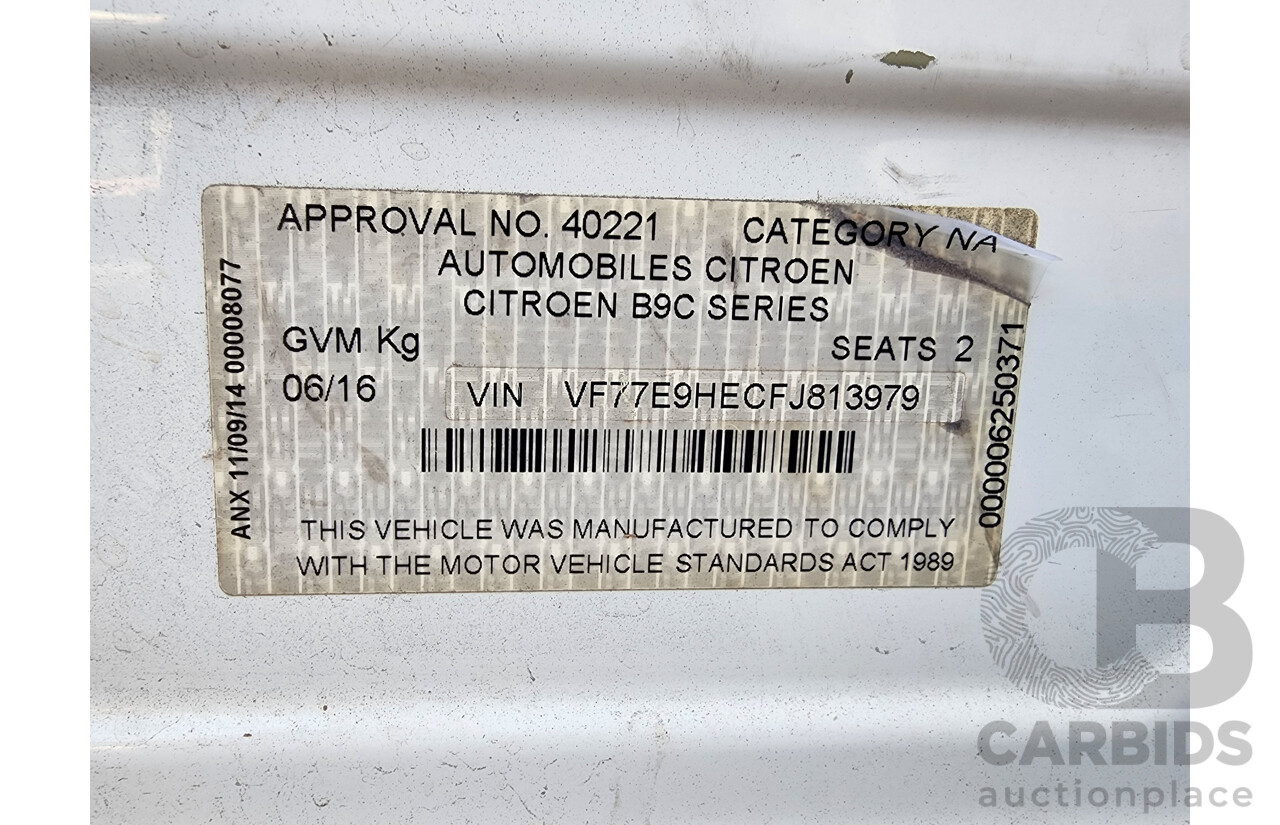 APPROVAL NO. 40221 CATEGORY NA
AUTOMOBILES CITROEN
CITROEN B9C SERIES
GVM Kg SEATS 2
06/16 VIN VF77E9HECFJ813979
THIS VEHICLE WAS MANUFACTURED TO COMPLY
WITH THE MOTOR VEHICLE STANDARDS ACT 1989
ANX 11/09/14 00008077
0000006250371
CB
CARBIDS
auctionplace